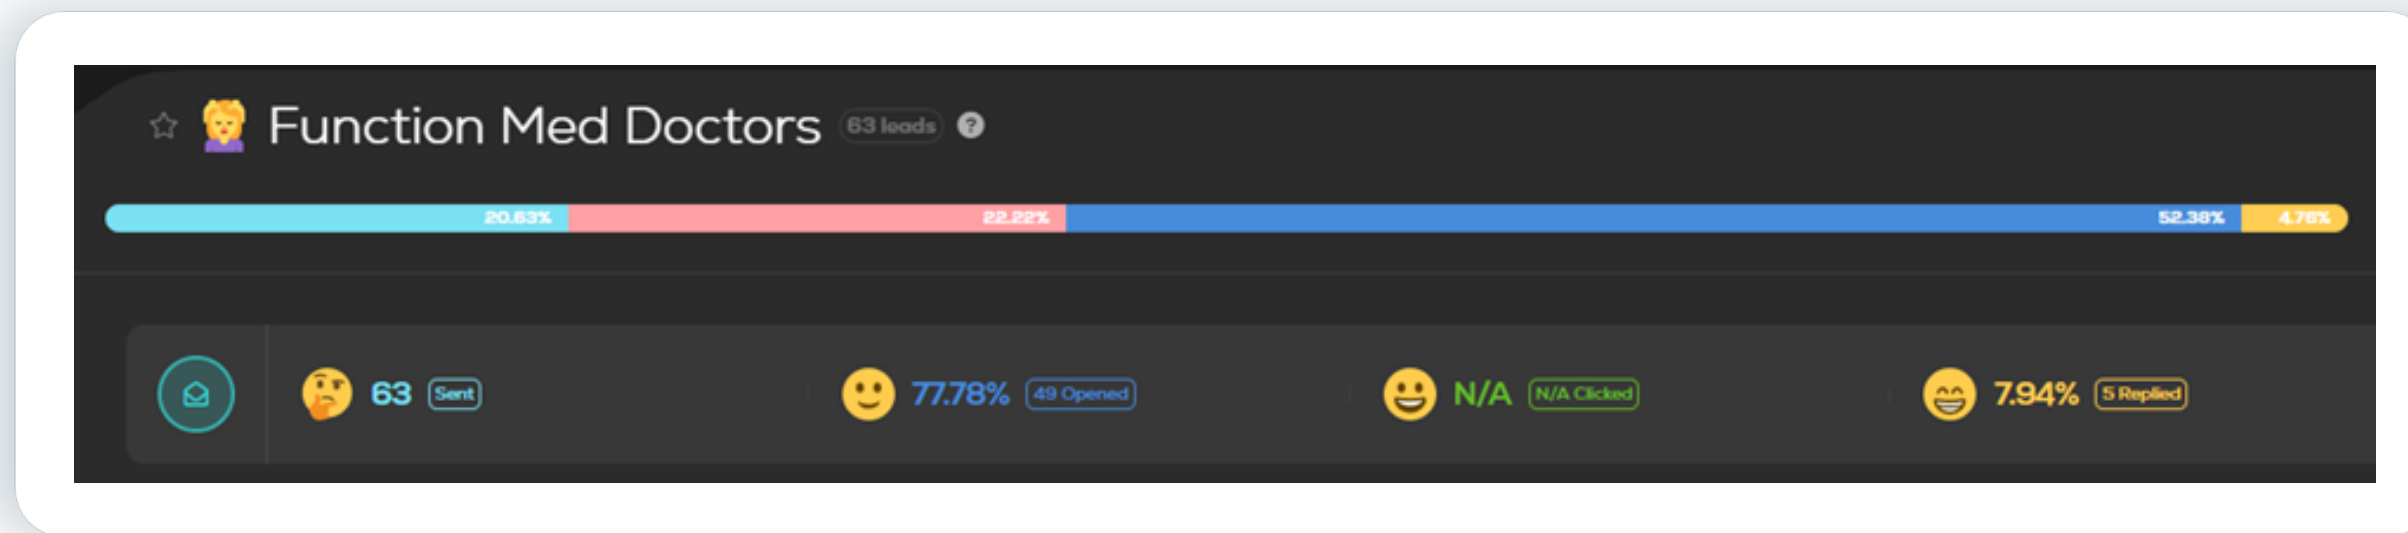 Function Med Doctors 63 leads ?
20.63% 22.22% 52.38% 4.76%
63 Sent 77.78% 49 Opened N/A N/A Clicked 7.94% 5 Replied